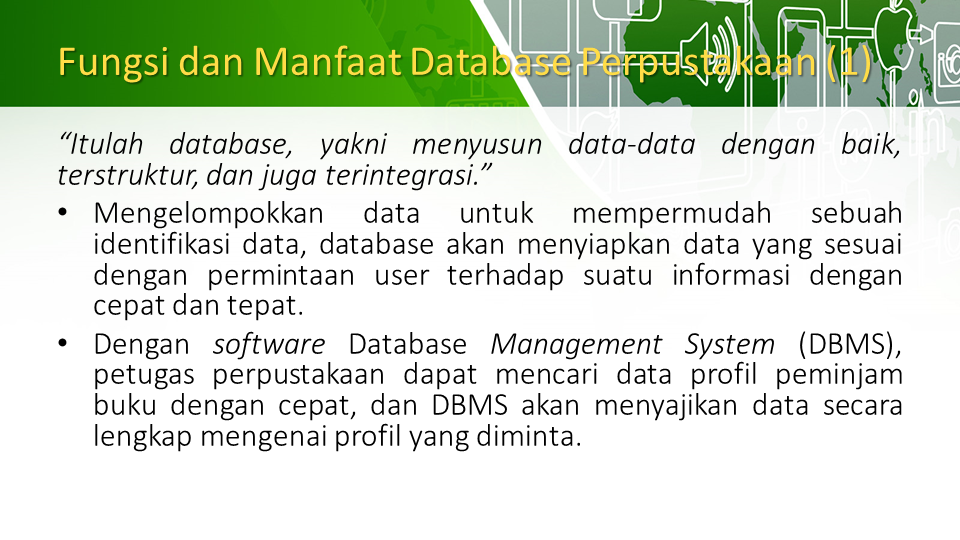 Fungsi dan Manfaat Database Perpustakaan (1)
“Itulah database, yakni menyusun data-data dengan baik,
terstruktur, dan juga terintegrasi.”
• Mengelompokkan data untuk mempermudah sebuah
identifikasi data, database akan menyiapkan data yang sesuai
dengan permintaan user terhadap suatu informasi dengan
cepat dan tepat.
• Dengan software Database Management System (DBMS),
petugas perpustakaan dapat mencari data profil peminjam
buku dengan cepat, dan DBMS akan menyajikan data secara
lengkap mengenai profil yang diminta.